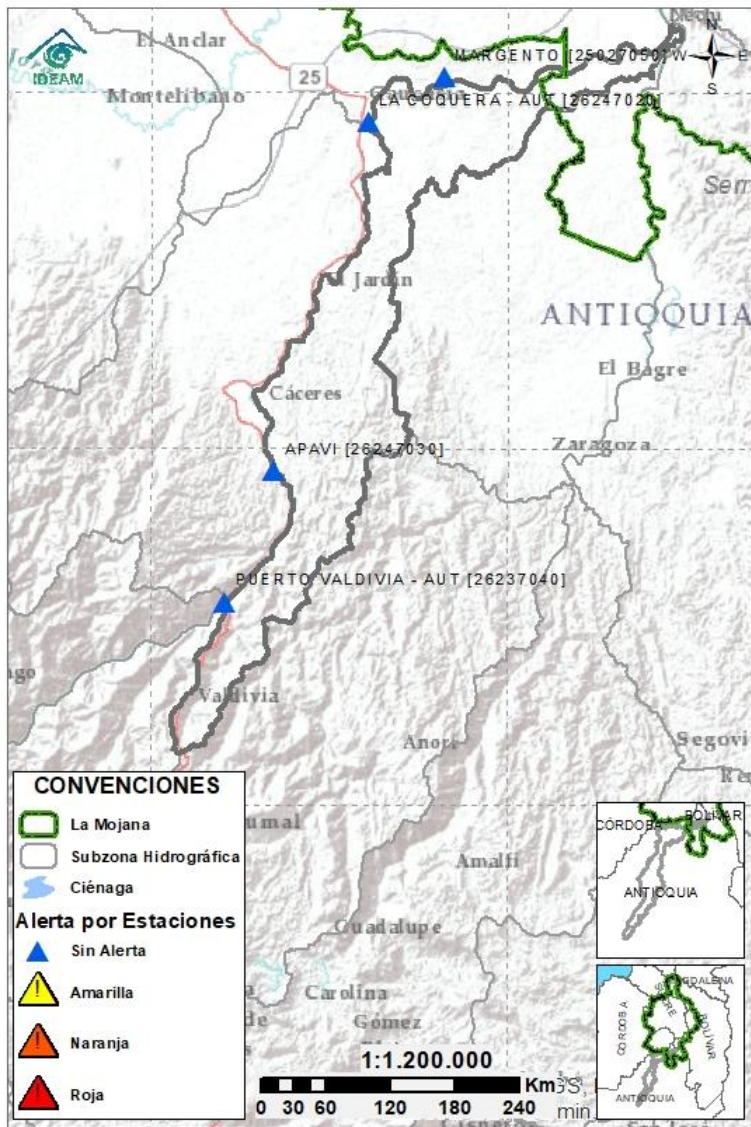 Nechí
N
El Anclar
MARGENTO [25027050]
W
E
IDEAM
25
S
Montelibano
LA COQUERA - AUT [26247020]
El Jardín
ANTIOQUIA
El Bagre
Cáceres
Zaragoza
APAVI [26247030]
PUERTO VALDIVIA - AUT [26237040]
Valdivia
Anorí
Segovi
CONVENCIONES
La Mojana
Subzona Hidrográfica
Ciénaga
Alerta por Estaciones
Sin Alerta
Amarilla
Naranja
Roja
umal
Amalfi
Guadalupe
Carolina
Gómez
CÓRDOBA
BOLÍVAR
ANTIOQUIA
SUCRE
CÓRDOBA
BOLÍVAR
ANTIOQUIA
1:1.200.000
Km
0 30 60 120 180 240